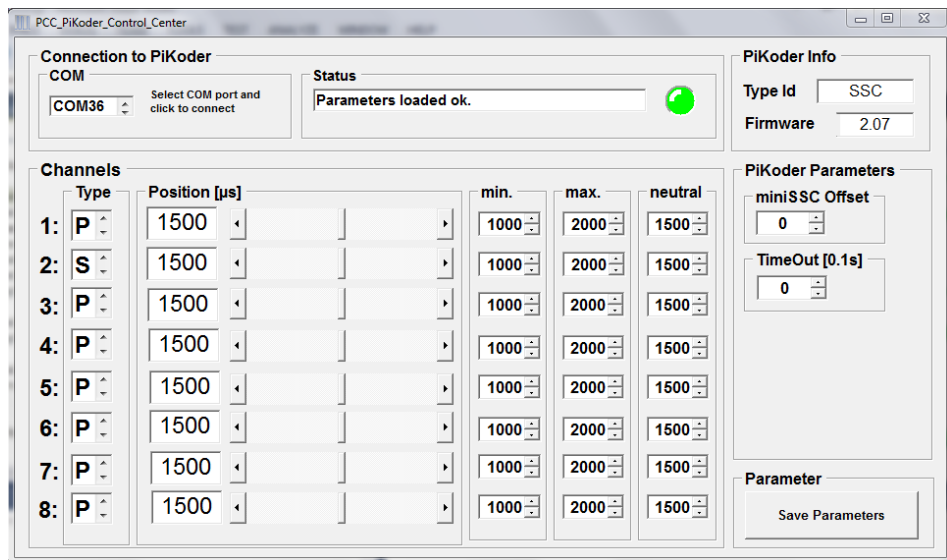 PCC_PiKoder_Control_Center
Connection to PiKoder
COM
COM36
Select COM port and
click to connect
Status
Parameters loaded ok.
PiKoder Info
Type Id SSC
Firmware 2.07
Channels
Type Position [µs] min. max. neutral
1: P 1500 1000 2000 1500
2: S 1500 1000 2000 1500
3: P 1500 1000 2000 1500
4: P 1500 1000 2000 1500
5: P 1500 1000 2000 1500
6: P 1500 1000 2000 1500
7: P 1500 1000 2000 1500
8: P 1500 1000 2000 1500
PiKoder Parameters
miniSSC Offset
0
TimeOut [0.1s]
0
Parameter
Save Parameters